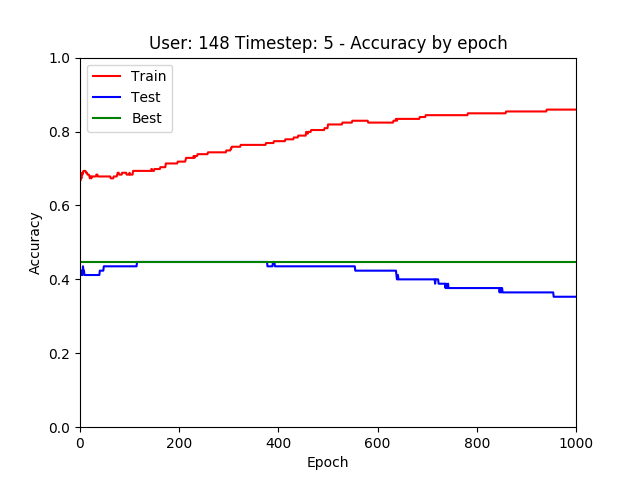 User: 148 Timestep: 5 - Accuracy by epoch
1.0
0.8
0.6
0.4
0.2
0.0
Accuracy
Train
Test
Best
0 200 400 600 800 1000
Epoch